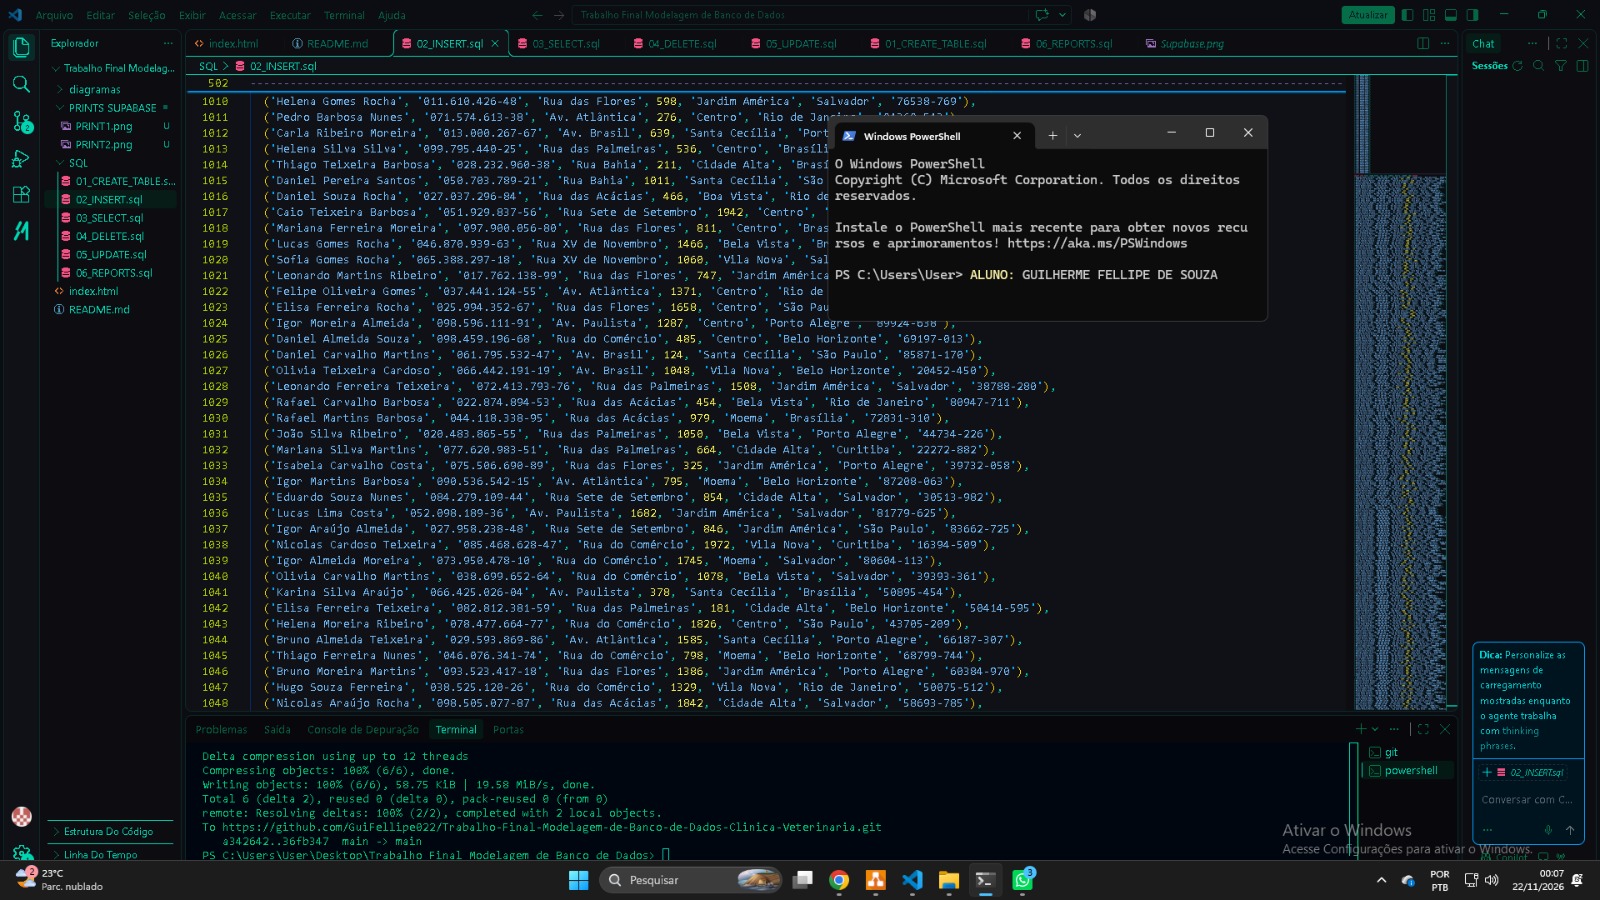 Arquivo Editar Seleção Exibir Acessar Executar Terminal Ajuda
Trabalho Final Modelagem de Banco de Dados
Atualizar
Explorador
index.html README.md 02_INSERT.sql 03_SELECT.sql 04_DELETE.sql 05_UPDATE.sql 01_CREATE_TABLE.sql 06_REPORTS.sql Supabase.png
Chat
Sessões
SQL > 02_INSERT.sql
Trabalho Final Modelag...
diagramas
PRINTS SUPABASE
PRINT1.png U
PRINT2.png U
SQL
01_CREATE_TABLE.s...
02_INSERT.sql
03_SELECT.sql
04_DELETE.sql
05_UPDATE.sql
06_REPORTS.sql
index.html
README.md
Estrutura Do Código
Linha Do Tempo
502
1010 ('Helena Gomes Rocha', '011.610.426-48', 'Rua das Flores', 598, 'Jardim América', 'Salvador', '76538-769'),
1011 ('Pedro Barbosa Nunes', '071.574.613-38', 'Av. Atlântica', 276, 'Centro', 'Rio de
1012 ('Carla Ribeiro Moreira', '013.000.267-67', 'Av. Brasil', 639, 'Santa Cecília', 'Port
1013 ('Helena Silva Silva', '099.795.440-25', 'Rua das Palmeiras', 536, 'Centro', 'Brasíli
1014 ('Thiago Teixeira Barbosa', '028.232.960-38', 'Rua Bahia', 211, 'Cidade Alta', 'Bras
1015 ('Daniel Pereira Santos', '050.703.789-21', 'Rua Bahia', 1011, 'Santa Cecília', 'São
1016 ('Daniel Souza Rocha', '027.037.296-84', 'Rua das Acácias', 466, 'Boa Vista', 'Rio d
1017 ('Caio Teixeira Barbosa', '051.929.837-56', 'Rua Sete de Setembro', 1942, 'Centro', '
1018 ('Mariana Ferreira Moreira', '097.900.056-80', 'Rua das Flores', 811, 'Centro', 'Bra
1019 ('Lucas Gomes Rocha', '046.870.939-63', 'Rua XV de Novembro', 1466, 'Bela Vista', 'Br
1020 ('Sofia Gomes Rocha', '065.388.297-18', 'Rua XV de Novembro', 1060, 'Vila Nova', 'Sal
1021 ('Leonardo Martins Ribeiro', '017.762.138-99', 'Rua das Flores', 747, 'Jardim América
1022 ('Felipe Oliveira Gomes', '037.441.124-55', 'Av. Atlântica', 1371, 'Centro', 'Rio de
1023 ('Elisa Ferreira Rocha', '025.994.352-67', 'Rua das Flores', 1658, 'Centro', 'São Pau
1024 ('Igor Moreira Almeida', '098.596.111-91', 'Av. Paulista', 1287, 'Centro', 'Porto Alegre', '89924-638'),
1025 ('Daniel Almeida Souza', '098.459.196-68', 'Rua do Comércio', 485, 'Centro', 'Belo Horizonte', '69197-013'),
1026 ('Daniel Carvalho Martins', '061.795.532-47', 'Av. Brasil', 124, 'Santa Cecília', 'São Paulo', '85871-170'),
1027 ('Olivia Teixeira Cardoso', '066.442.191-19', 'Av. Brasil', 1048, 'Vila Nova', 'Belo Horizonte', '20452-450'),
1028 ('Leonardo Ferreira Teixeira', '072.413.793-76', 'Rua das Palmeiras', 1508, 'Jardim América', 'Salvador', '38788-280'),
1029 ('Rafael Carvalho Barbosa', '022.874.894-53', 'Rua das Acácias', 454, 'Bela Vista', 'Rio de Janeiro', '80947-711'),
1030 ('Rafael Martins Barbosa', '044.118.338-95', 'Rua das Acácias', 979, 'Moema', 'Brasília', '72831-310'),
1031 ('João Silva Ribeiro', '020.483.865-55', 'Rua das Palmeiras', 1050, 'Bela Vista', 'Porto Alegre', '44734-226'),
1032 ('Mariana Silva Martins', '077.620.983-51', 'Rua das Palmeiras', 664, 'Cidade Alta', 'Curitiba', '22272-882'),
1033 ('Isabela Carvalho Costa', '075.506.690-89', 'Rua das Flores', 325, 'Jardim América', 'Porto Alegre', '39732-058'),
1034 ('Igor Martins Barbosa', '090.536.542-15', 'Av. Atlântica', 795, 'Moema', 'Belo Horizonte', '87208-063'),
1035 ('Eduardo Souza Nunes', '084.279.109-44', 'Rua Sete de Setembro', 854, 'Cidade Alta', 'Salvador', '30513-982'),
1036 ('Lucas Lima Costa', '052.098.189-36', 'Av. Paulista', 1682, 'Jardim América', 'Salvador', '81779-625'),
1037 ('Igor Araújo Almeida', '027.958.238-48', 'Rua Sete de Setembro', 846, 'Jardim América', 'São Paulo', '83662-725'),
1038 ('Nicolas Cardoso Teixeira', '085.468.628-47', 'Rua do Comércio', 1972, 'Vila Nova', 'Curitiba', '16394-509'),
1039 ('Igor Almeida Moreira', '073.950.478-10', 'Rua do Comércio', 1745, 'Moema', 'Salvador', '80604-113'),
1040 ('Olivia Carvalho Martins', '038.699.652-64', 'Rua do Comércio', 1078, 'Bela Vista', 'Salvador', '39393-361'),
1041 ('Karina Silva Araújo', '066.425.026-04', 'Av. Paulista', 378, 'Santa Cecília', 'Brasília', '50895-454'),
1042 ('Elisa Ferreira Teixeira', '082.812.381-59', 'Rua das Palmeiras', 181, 'Cidade Alta', 'Belo Horizonte', '50414-595'),
1043 ('Helena Moreira Ribeiro', '078.477.664-77', 'Rua do Comércio', 1826, 'Centro', 'São Paulo', '43705-209'),
1044 ('Bruno Almeida Teixeira', '029.593.869-86', 'Av. Atlântica', 1585, 'Santa Cecília', 'Porto Alegre', '66187-307'),
1045 ('Thiago Ferreira Nunes', '046.076.341-74', 'Rua do Comércio', 798, 'Moema', 'Belo Horizonte', '68799-744'),
1046 ('Bruno Moreira Martins', '093.523.417-18', 'Rua das Flores', 1386, 'Jardim América', 'Porto Alegre', '60384-970'),
1047 ('Hugo Souza Ferreira', '038.525.120-26', 'Rua do Comércio', 1329, 'Vila Nova', 'Rio de Janeiro', '50075-512'),
1048 ('Nicolas Araújo Rocha', '098.505.077-87', 'Rua das Acácias', 1842, 'Cidade Alta', 'Salvador', '58693-785'),
Windows PowerShell
O Windows PowerShell
Copyright (C) Microsoft Corporation. Todos os direitos
reservados.
Instale o PowerShell mais recente para obter novos recu
rsos e aprimoramentos! https://aka.ms/PSWindows
PS C:\Users\User> ALUNO: GUILHERME FELLIPE DE SOUZA
Problemas Saída Console de Depuração Terminal Portas
Delta compression using up to 12 threads
Compressing objects: 100% (6/6), done.
Writing objects: 100% (6/6), 58.75 KiB | 19.58 MiB/s, done.
Total 6 (delta 2), reused 0 (delta 0), pack-reused 0 (from 0)
remote: Resolving deltas: 100% (2/2), completed with 2 local objects.
To https://github.com/GuiFellipe022/Trabalho-Final-Modelagem-de-Banco-de-Dados-Clinica-Veterinaria.git
a342642..36fb347 main -> main
PS C:\Users\User\Desktop\Trabalho Final Modelagem de Banco de Dados>
git
powershell
Dica: Personalize as
mensagens de
carregamento
mostradas enquanto
o agente trabalha
com thinking
phrases.
02_INSERT.sql
Conversar com C...
Ativar o Windows
Acesse Configurações para ativar o Windows.
2
23°C
Parc. nublado
Pesquisar
3
POR
PTB
00:07
22/11/2026